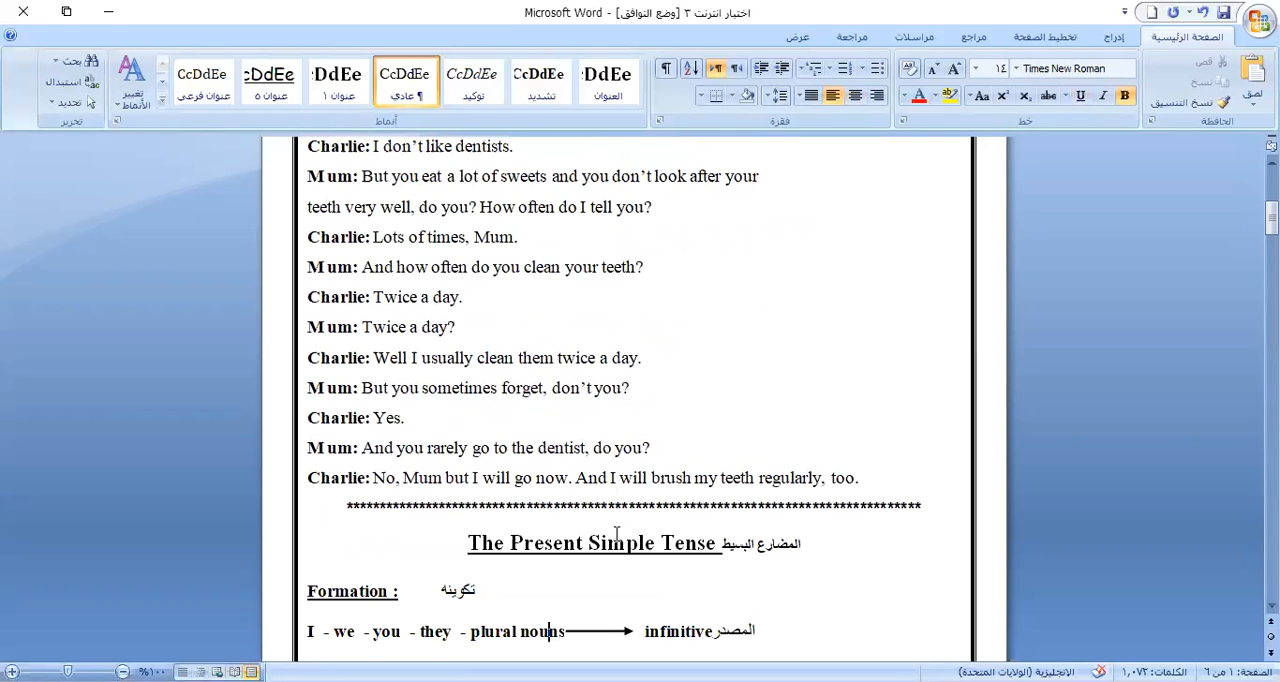 اختبار انترنت ٣ [وضع التوافق] - Microsoft Word
الصفحة الرئيسية
إدراج
تخطيط الصفحة
مراجع
مراسلات
مراجعة
عرض
لصق
قص
نسخ
نسخ التنسيق
الحافظة
Times New Roman
١٤
خط
فقرة
العنوان
تشديد
توكيد
¶ عادي
عنوان ١
عنوان ٥
عنوان فرعي
تغيير الأنماط
أنماط
بحث
استبدال
تحديد
تحرير
Charlie: I don't like dentists.
Mum: But you eat a lot of sweets and you don't look after your
teeth very well, do you? How often do I tell you?
Charlie: Lots of times, Mum.
Mum: And how often do you clean your teeth?
Charlie: Twice a day.
Mum: Twice a day?
Charlie: Well I usually clean them twice a day.
Mum: But you sometimes forget, don't you?
Charlie: Yes.
Mum: And you rarely go to the dentist, do you?
Charlie: No, Mum but I will go now. And I will brush my teeth regularly, too.
The Present Simple Tense المضارع البسيط
Formation : تكوينه
I - we - you - they - plural nouns infinitive المصدر
الصفحة: ١ من ٦
الكلمات: ١,٠٧٢
الانجليزية (الولايات المتحدة)
١٠٠%